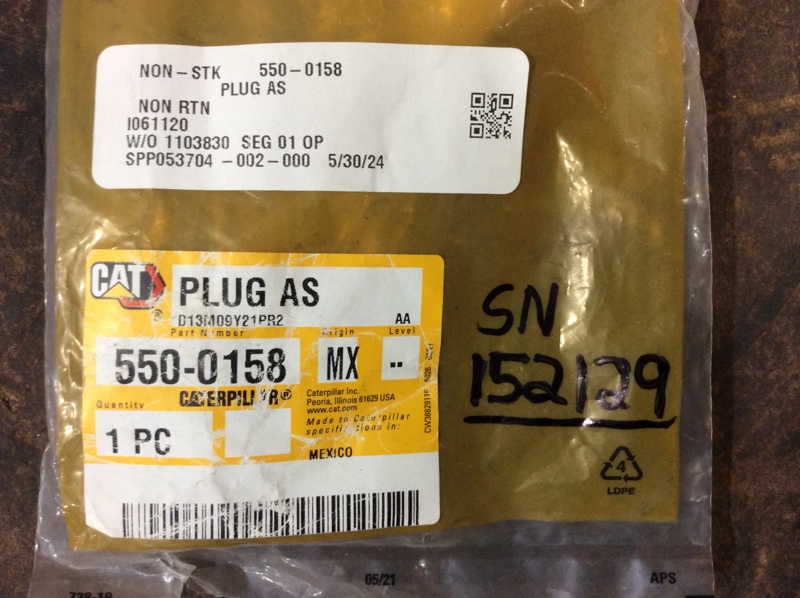 NON-STK 550-0158
PLUG AS
NON RTN
I061120
W/O 1103830 SEG 01 OP
SPP053704-002-000 5/30/24
CAT
®
PLUG AS
D13M09Y21PR2
AA
Part Number Origin Level
550-0158 MX --
CATERPILLAR®
Quantity
1 PC
Caterpillar Inc.
Peoria, Illinois 61629 USA
www.cat.com
Made to Caterpillar
specifications in:
MEXICO
SN
152129
4
LDPE
05/21
APS